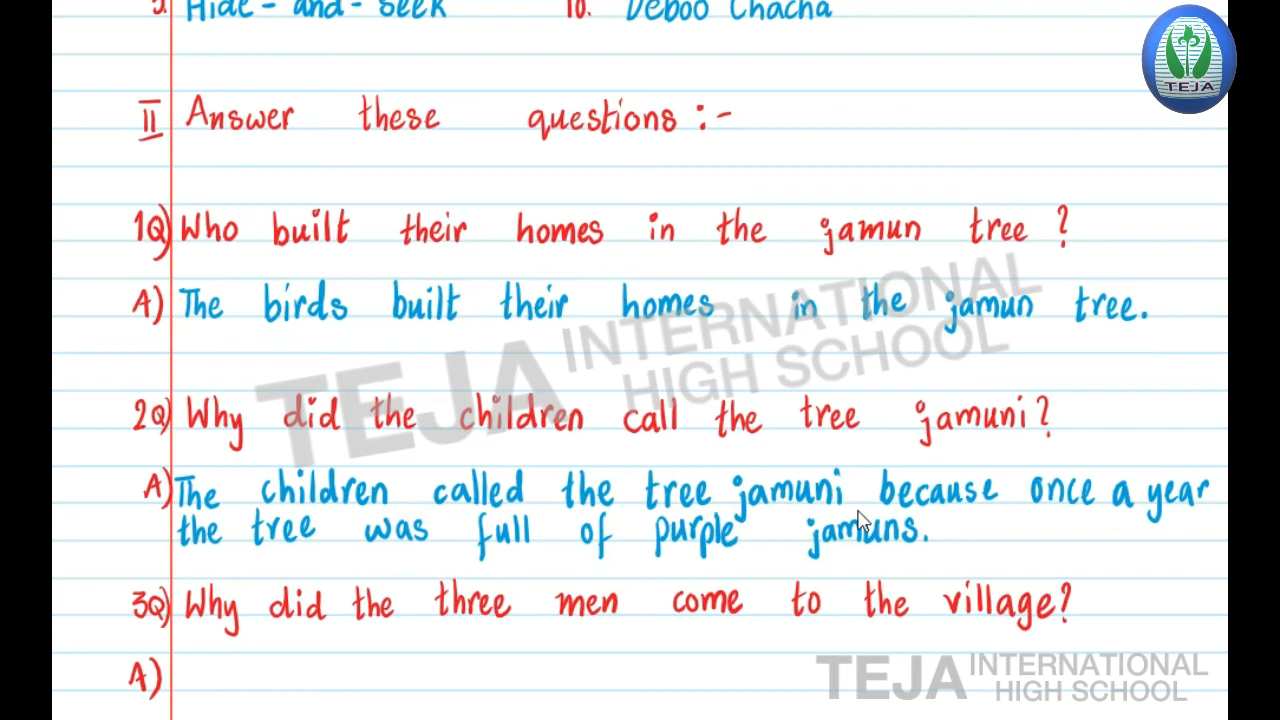 5. Hide - and - seek 10. Deboo Chacha
TEJA
II Answer these questions :-
1Q) Who built their homes in the jamun tree ?
A) The birds built their homes in the jamun tree.
TEJA INTERNATIONAL
HIGH SCHOOL
2Q) Why did the children call the tree jamuni?
A) The children called the tree jamuni because once a year
the tree was full of purple jamuns.
3Q) Why did the three men come to the village?
A)
TEJA INTERNATIONAL
HIGH SCHOOL